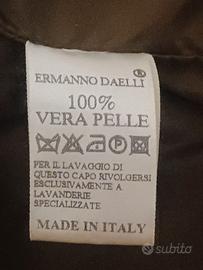 ERMANNO DAELLI ®
100%
VERA PELLE
PER IL LAVAGGIO DI
QUESTO CAPO RIVOLGERSI
ESCLUSIVAMENTE A
LAVANDERIE
SPECIALIZZATE
MADE IN ITALY
subito